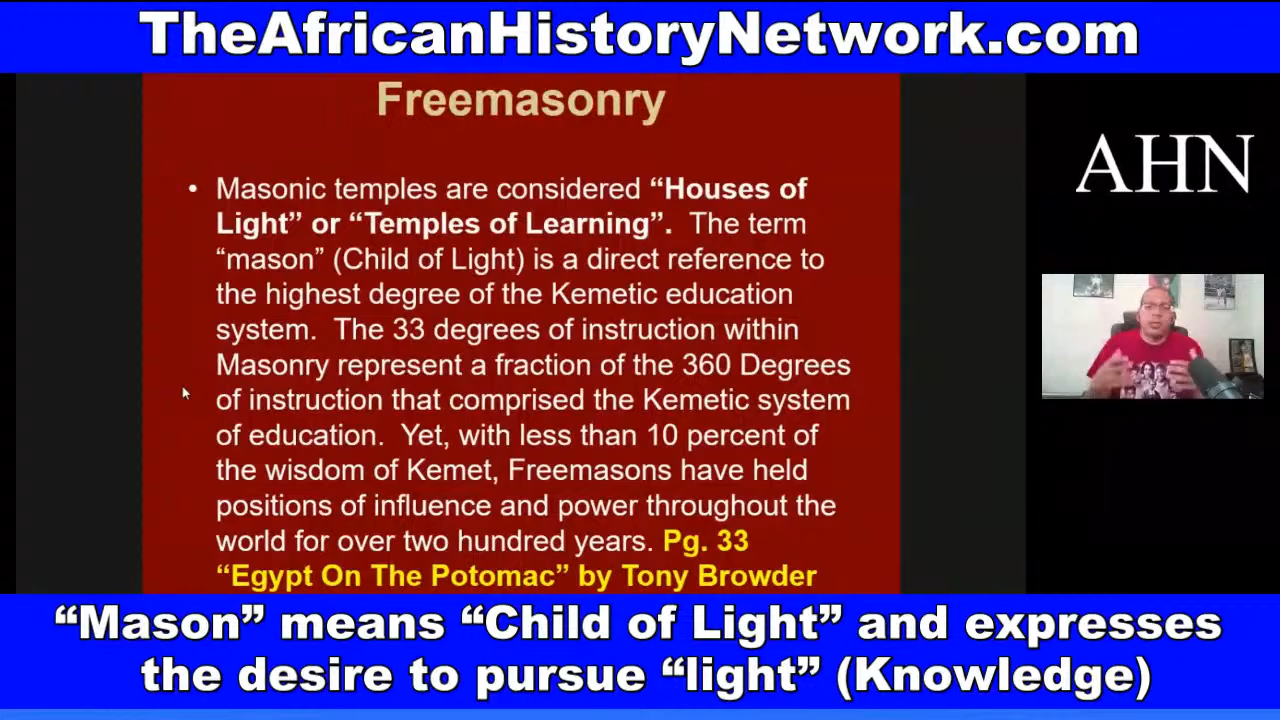 TheAfricanHistoryNetwork.com
Freemasonry
AHN
• Masonic temples are considered “Houses of
Light” or “Temples of Learning”. The term
“mason” (Child of Light) is a direct reference to
the highest degree of the Kemetic education
system. The 33 degrees of instruction within
Masonry represent a fraction of the 360 Degrees
of instruction that comprised the Kemetic system
of education. Yet, with less than 10 percent of
the wisdom of Kemet, Freemasons have held
positions of influence and power throughout the
world for over two hundred years. Pg. 33
“Egypt On The Potomac” by Tony Browder
“Mason” means “Child of Light” and expresses
the desire to pursue “light” (Knowledge)